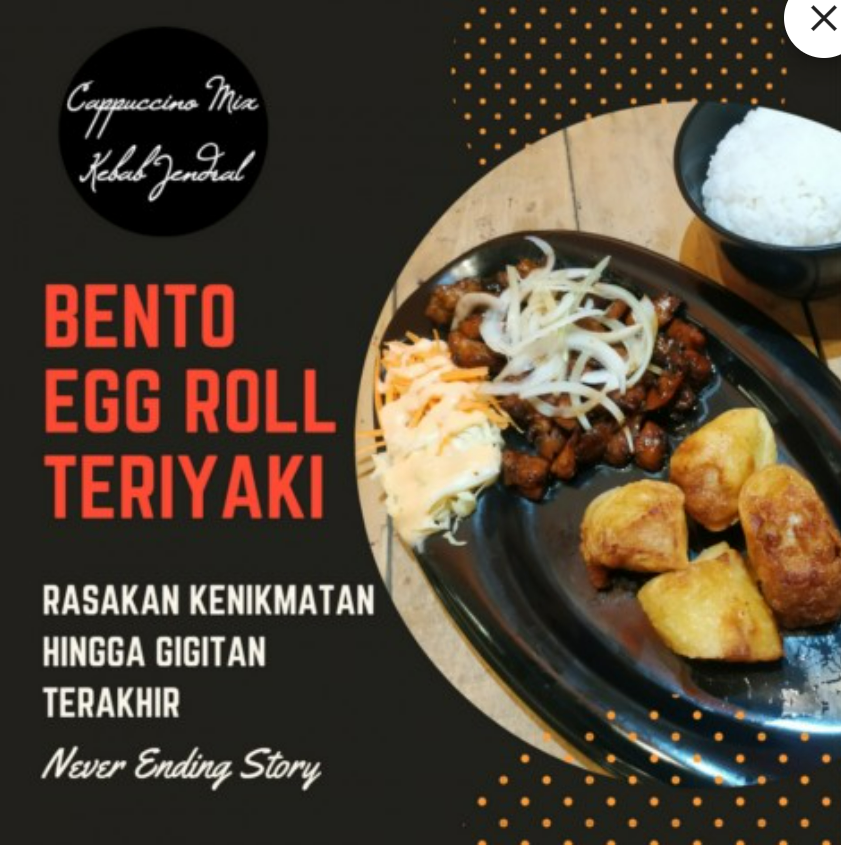 Cappuccino Mix
Kebab Jendral
BENTO
EGG ROLL
TERIYAKI
RASAKAN KENIKMATAN
HINGGA GIGITAN
TERAKHIR
Never Ending Story